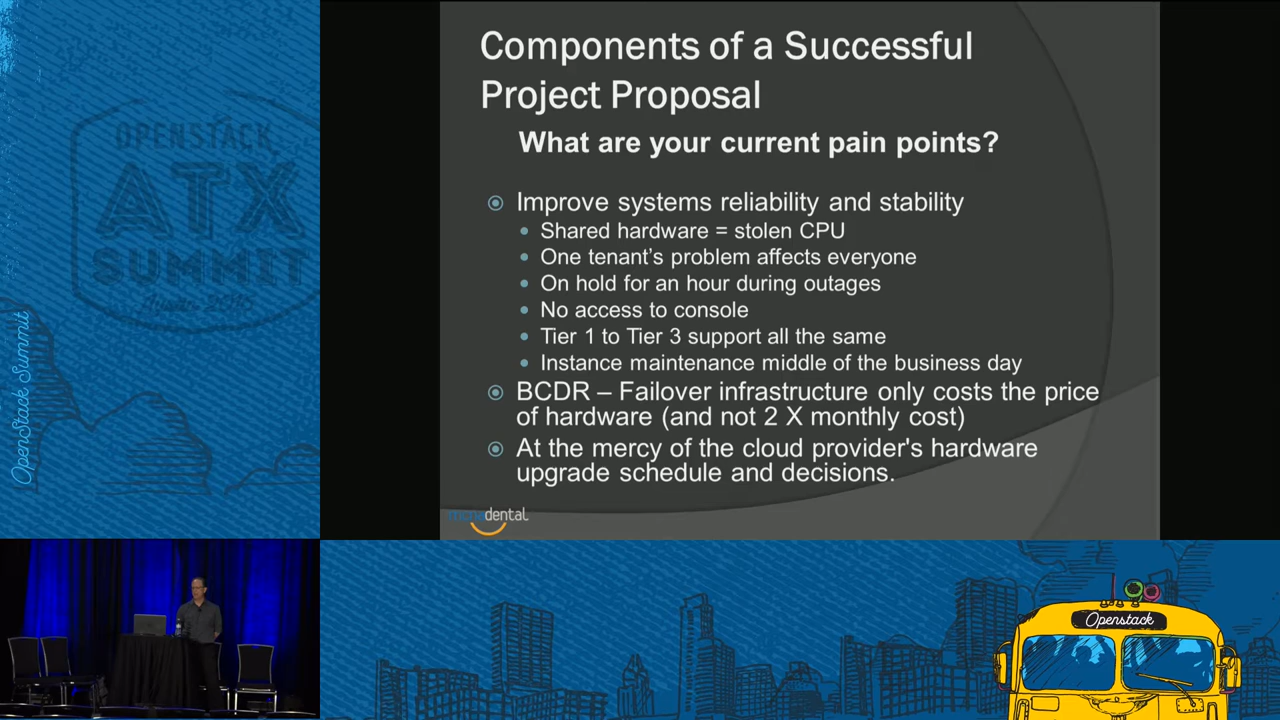 Components of a Successful
Project Proposal
What are your current pain points?
Improve systems reliability and stability
Shared hardware = stolen CPU
One tenant's problem affects everyone
On hold for an hour during outages
No access to console
Tier 1 to Tier 3 support all the same
Instance maintenance middle of the business day
BCDR – Failover infrastructure only costs the price
of hardware (and not 2 X monthly cost)
At the mercy of the cloud provider's hardware
upgrade schedule and decisions.
mcnadental
OPENSTACK
ATX
SUMMIT
Austin 2016
OpenStack Summit
Openstack